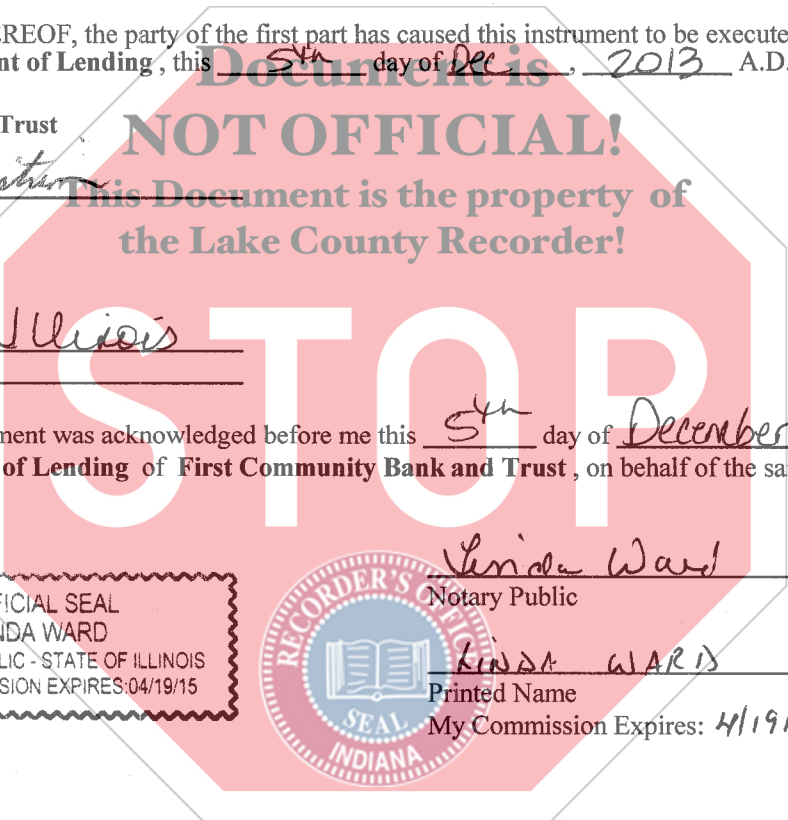 EREOF, the party of the first part has caused this instrument to be execute
nt of Lending , this 5th day of Dec , 2013 A.D.
Document is
Trust
NOT OFFICIAL!
This Document is the property of
the Lake County Recorder!
Illinois
STOP
ment was acknowledged before me this 5th day of December
of Lending of First Community Bank and Trust , on behalf of the sa
Linda Ward
Notary Public
FICIAL SEAL
NDA WARD
LIC - STATE OF ILLINOIS
SION EXPIRES:04/19/15
RECORDER'S OFFICE
SEAL
INDIANA
LINDA WARD
Printed Name
My Commission Expires: 4/19/